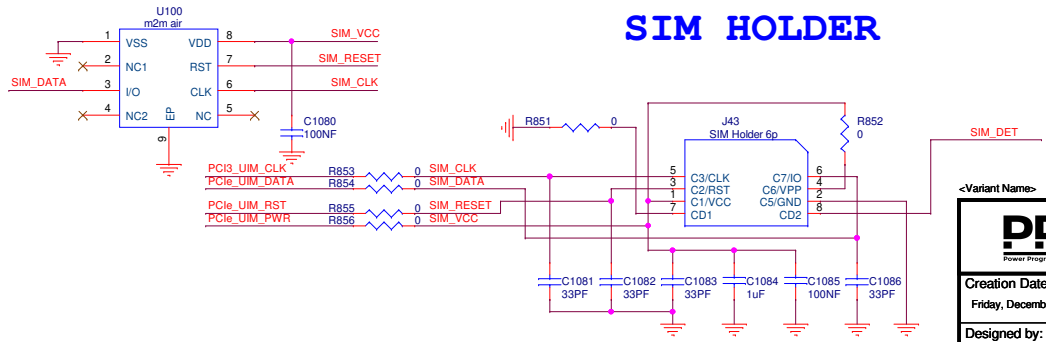 SIM HOLDER
U100
m2m air
1 VSS VDD 8 SIM_VCC
2 NC1 RST 7 SIM_RESET
SIM_DATA 3 I/O CLK 6 SIM_CLK
4 NC2 EP NC 5
9
C1080
100NF
R851 0
J43
SIM Holder 6p
R852
0
SIM_DET
PCI3_UIM_CLK R853 0 SIM_CLK
PCIe_UIM_DATA R854 0 SIM_DATA
PCIe_UIM_RST R855 0 SIM_RESET
PCIe_UIM_PWR R856 0 SIM_VCC
5 C3/CLK C7/IO 6
3 C2/RST C6/VPP 4
1 C1/VCC C5/GND 2
7 CD1 CD2 8
C1081
33PF
C1082
33PF
C1083
33PF
C1084
1uF
C1085
100NF
C1086
33PF
<Variant Name>
Creation Date
Friday, Decemb
Designed by: